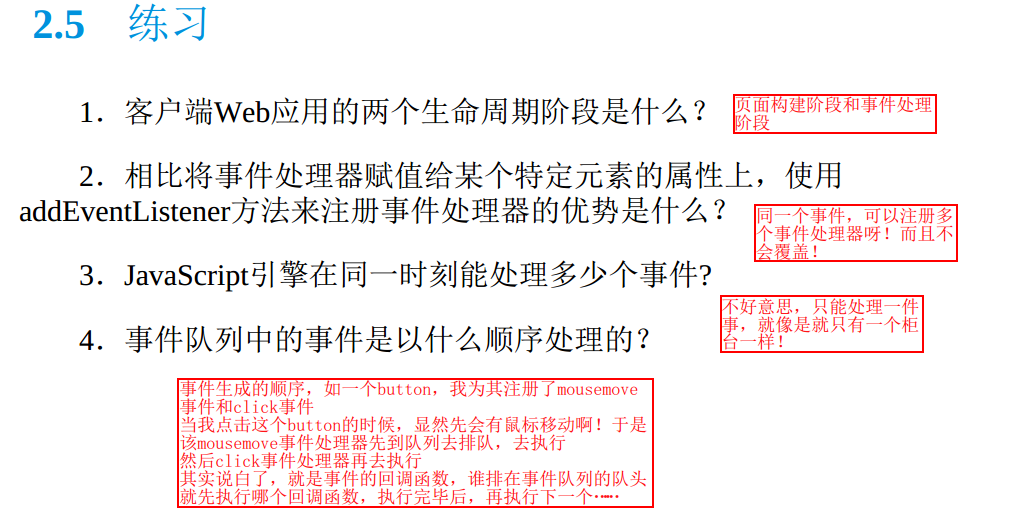 2.5 练习
1．客户端Web应用的两个生命周期阶段是什么？
页面构建阶段和事件处理
阶段
2．相比将事件处理器赋值给某个特定元素的属性上，使用
addEventListener方法来注册事件处理器的优势是什么？
同一个事件，可以注册多
个事件处理器呀！而且不
会覆盖！
3．JavaScript引擎在同一时刻能处理多少个事件?
不好意思，只能处理一件
事，就像是就只有一个柜
台一样！
4．事件队列中的事件是以什么顺序处理的？
事件生成的顺序，如一个button，我为其注册了mousemove
事件和click事件
当我点击这个button的时候，显然先会有鼠标移动啊！于是
该mousemove事件处理器先到队列去排队，去执行
然后click事件处理器再去执行
其实说白了，就是事件的回调函数，谁排在事件队列的队头
就先执行哪个回调函数，执行完毕后，再执行下一个……